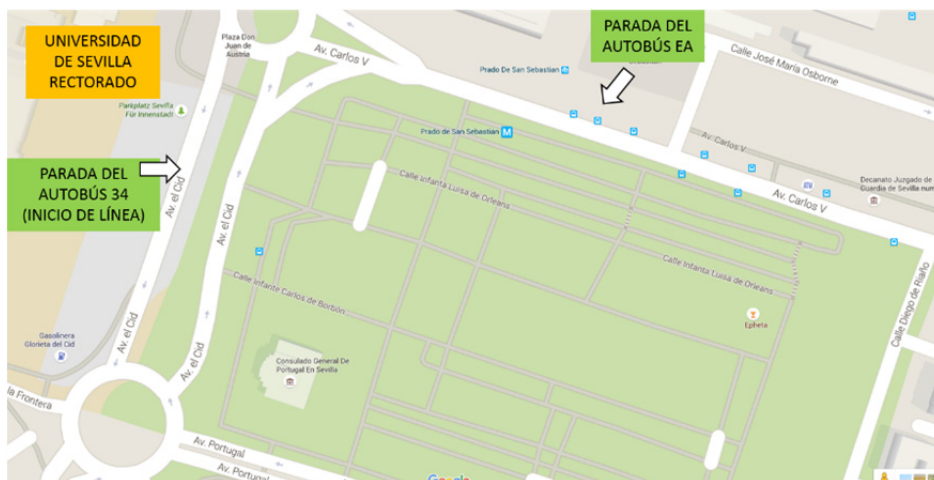 UNIVERSIDAD
DE SEVILLA
RECTORADO
Plaza Don
Juan de
Austria
Av. Carlos V
PARADA DEL
AUTOBÚS EA
Calle José María Osborne
Prado De San Sebastian
Parkplatz Sevilla
Für Innenstadt
Prado de San Sebastian
M
Av. Carlos V
PARADA DEL
AUTOBÚS 34
(INICIO DE LÍNEA)
Av. el Cid
Av. el Cid
Calle Infanta Luisa de Orleans
Decanato Juzgado de
Guardia de Sevilla num
Av. Carlos V
Calle Infanta Luisa de Orleans
Calle Infante Carlos de Borbón
Calle Diego de Riaño
Epheta
Gasolinera
Glorieta del Cid
Av. el Cid
Av. el Cid
Consulado General De
Portugal En Sevilla
la Frontera
Av. Portugal
Av. Portugal
Google